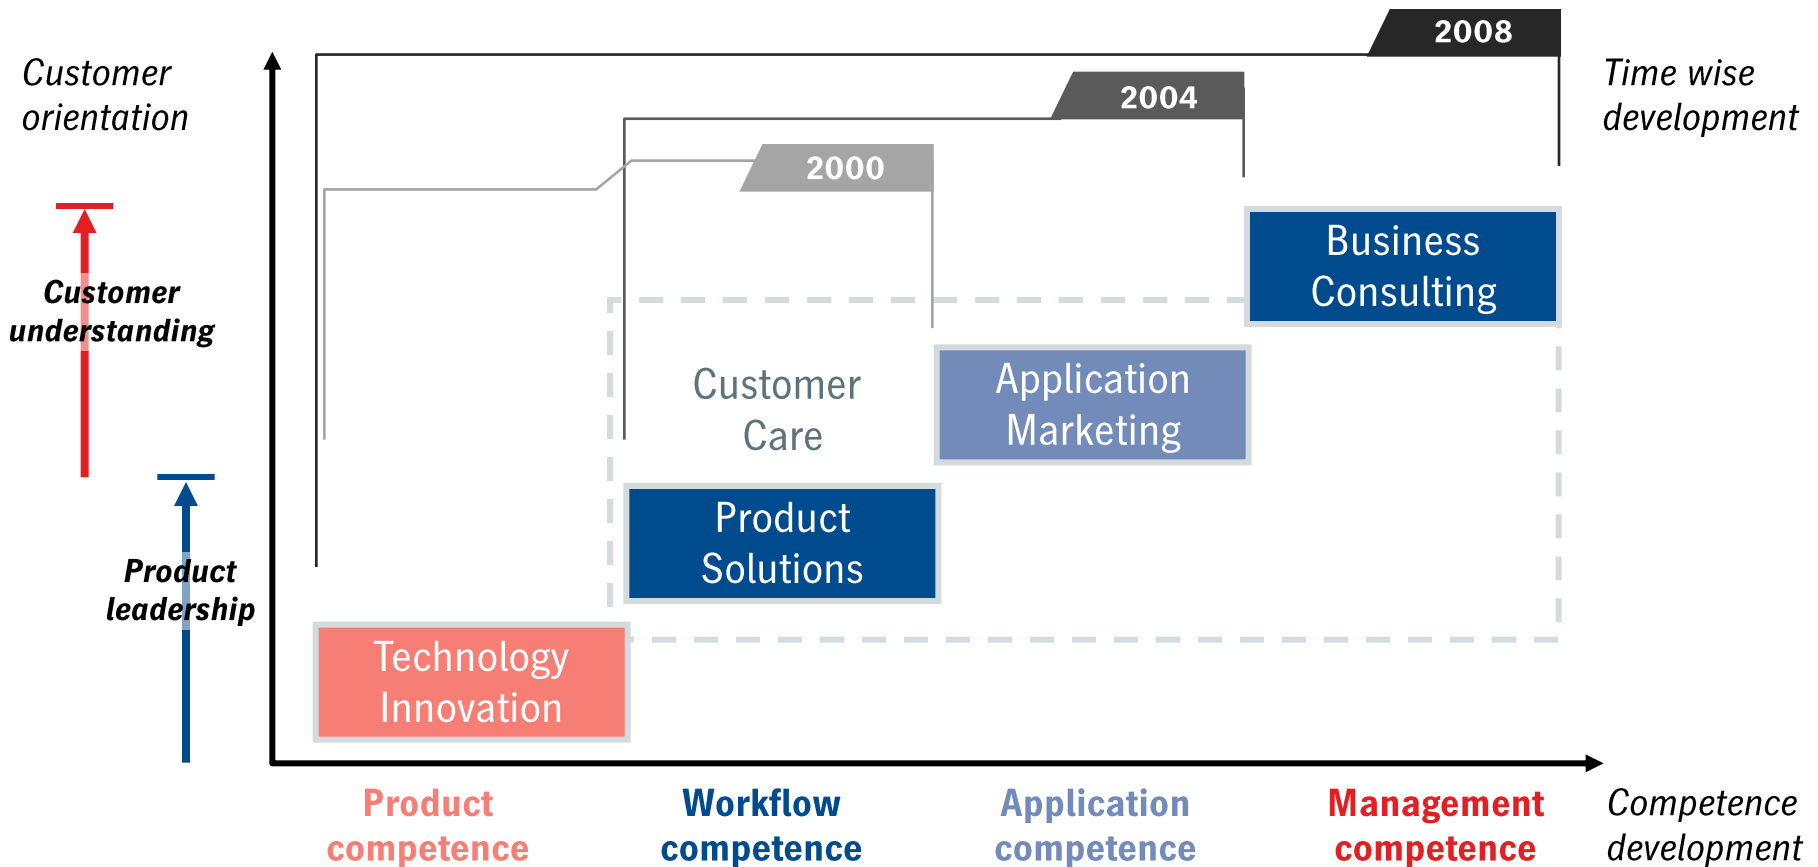 2008
Customer
orientation
Time wise
development
2004
2000
Business
Consulting
Customer
understanding
Customer
Care
Application
Marketing
Product
Solutions
Product
leadership
Technology
Innovation
Product
competence
Workflow
competence
Application
competence
Management
competence
Competence
development